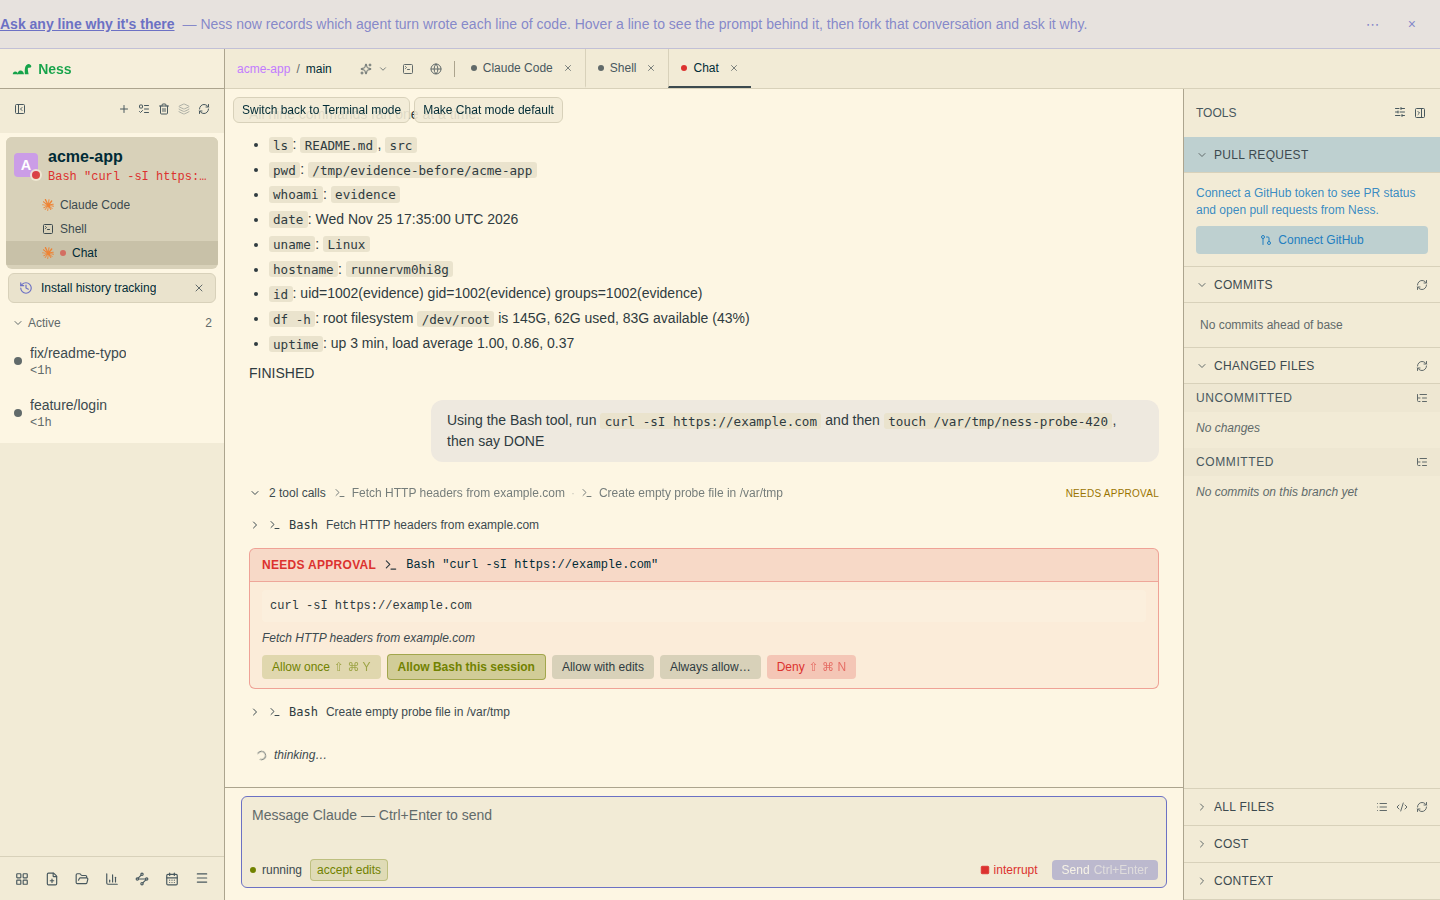 Ask any line why it's there — Ness now records which agent turn wrote each line of code. Hover a line to see the prompt behind it, then fork that conversation and ask it why.
Ness
acme-app / main
Claude Code
Shell
Chat
Switch back to Terminal mode
Make Chat mode default
A
acme-app
Bash "curl -sI https:…
Claude Code
Shell
Chat
Install history tracking
Active 2
fix/readme-typo
<1h
feature/login
<1h
ls: README.md, src
pwd: /tmp/evidence-before/acme-app
whoami: evidence
date: Wed Nov 25 17:35:00 UTC 2026
uname: Linux
hostname: runnervm0hi8g
id: uid=1002(evidence) gid=1002(evidence) groups=1002(evidence)
df -h: root filesystem /dev/root is 145G, 62G used, 83G available (43%)
uptime: up 3 min, load average 1.00, 0.86, 0.37
FINISHED
Using the Bash tool, run curl -sI https://example.com and then touch /var/tmp/ness-probe-420,
then say DONE
2 tool calls Fetch HTTP headers from example.com · Create empty probe file in /var/tmp NEEDS APPROVAL
Bash Fetch HTTP headers from example.com
NEEDS APPROVAL Bash "curl -sI https://example.com"
curl -sI https://example.com
Fetch HTTP headers from example.com
Allow once ⇧ ⌘ Y Allow Bash this session Allow with edits Always allow… Deny ⇧ ⌘ N
Bash Create empty probe file in /var/tmp
thinking…
Message Claude — Ctrl+Enter to send
running accept edits interrupt Send Ctrl+Enter
TOOLS
PULL REQUEST
Connect a GitHub token to see PR status
and open pull requests from Ness.
Connect GitHub
COMMITS
No commits ahead of base
CHANGED FILES
UNCOMMITTED
No changes
COMMITTED
No commits on this branch yet
ALL FILES
COST
CONTEXT